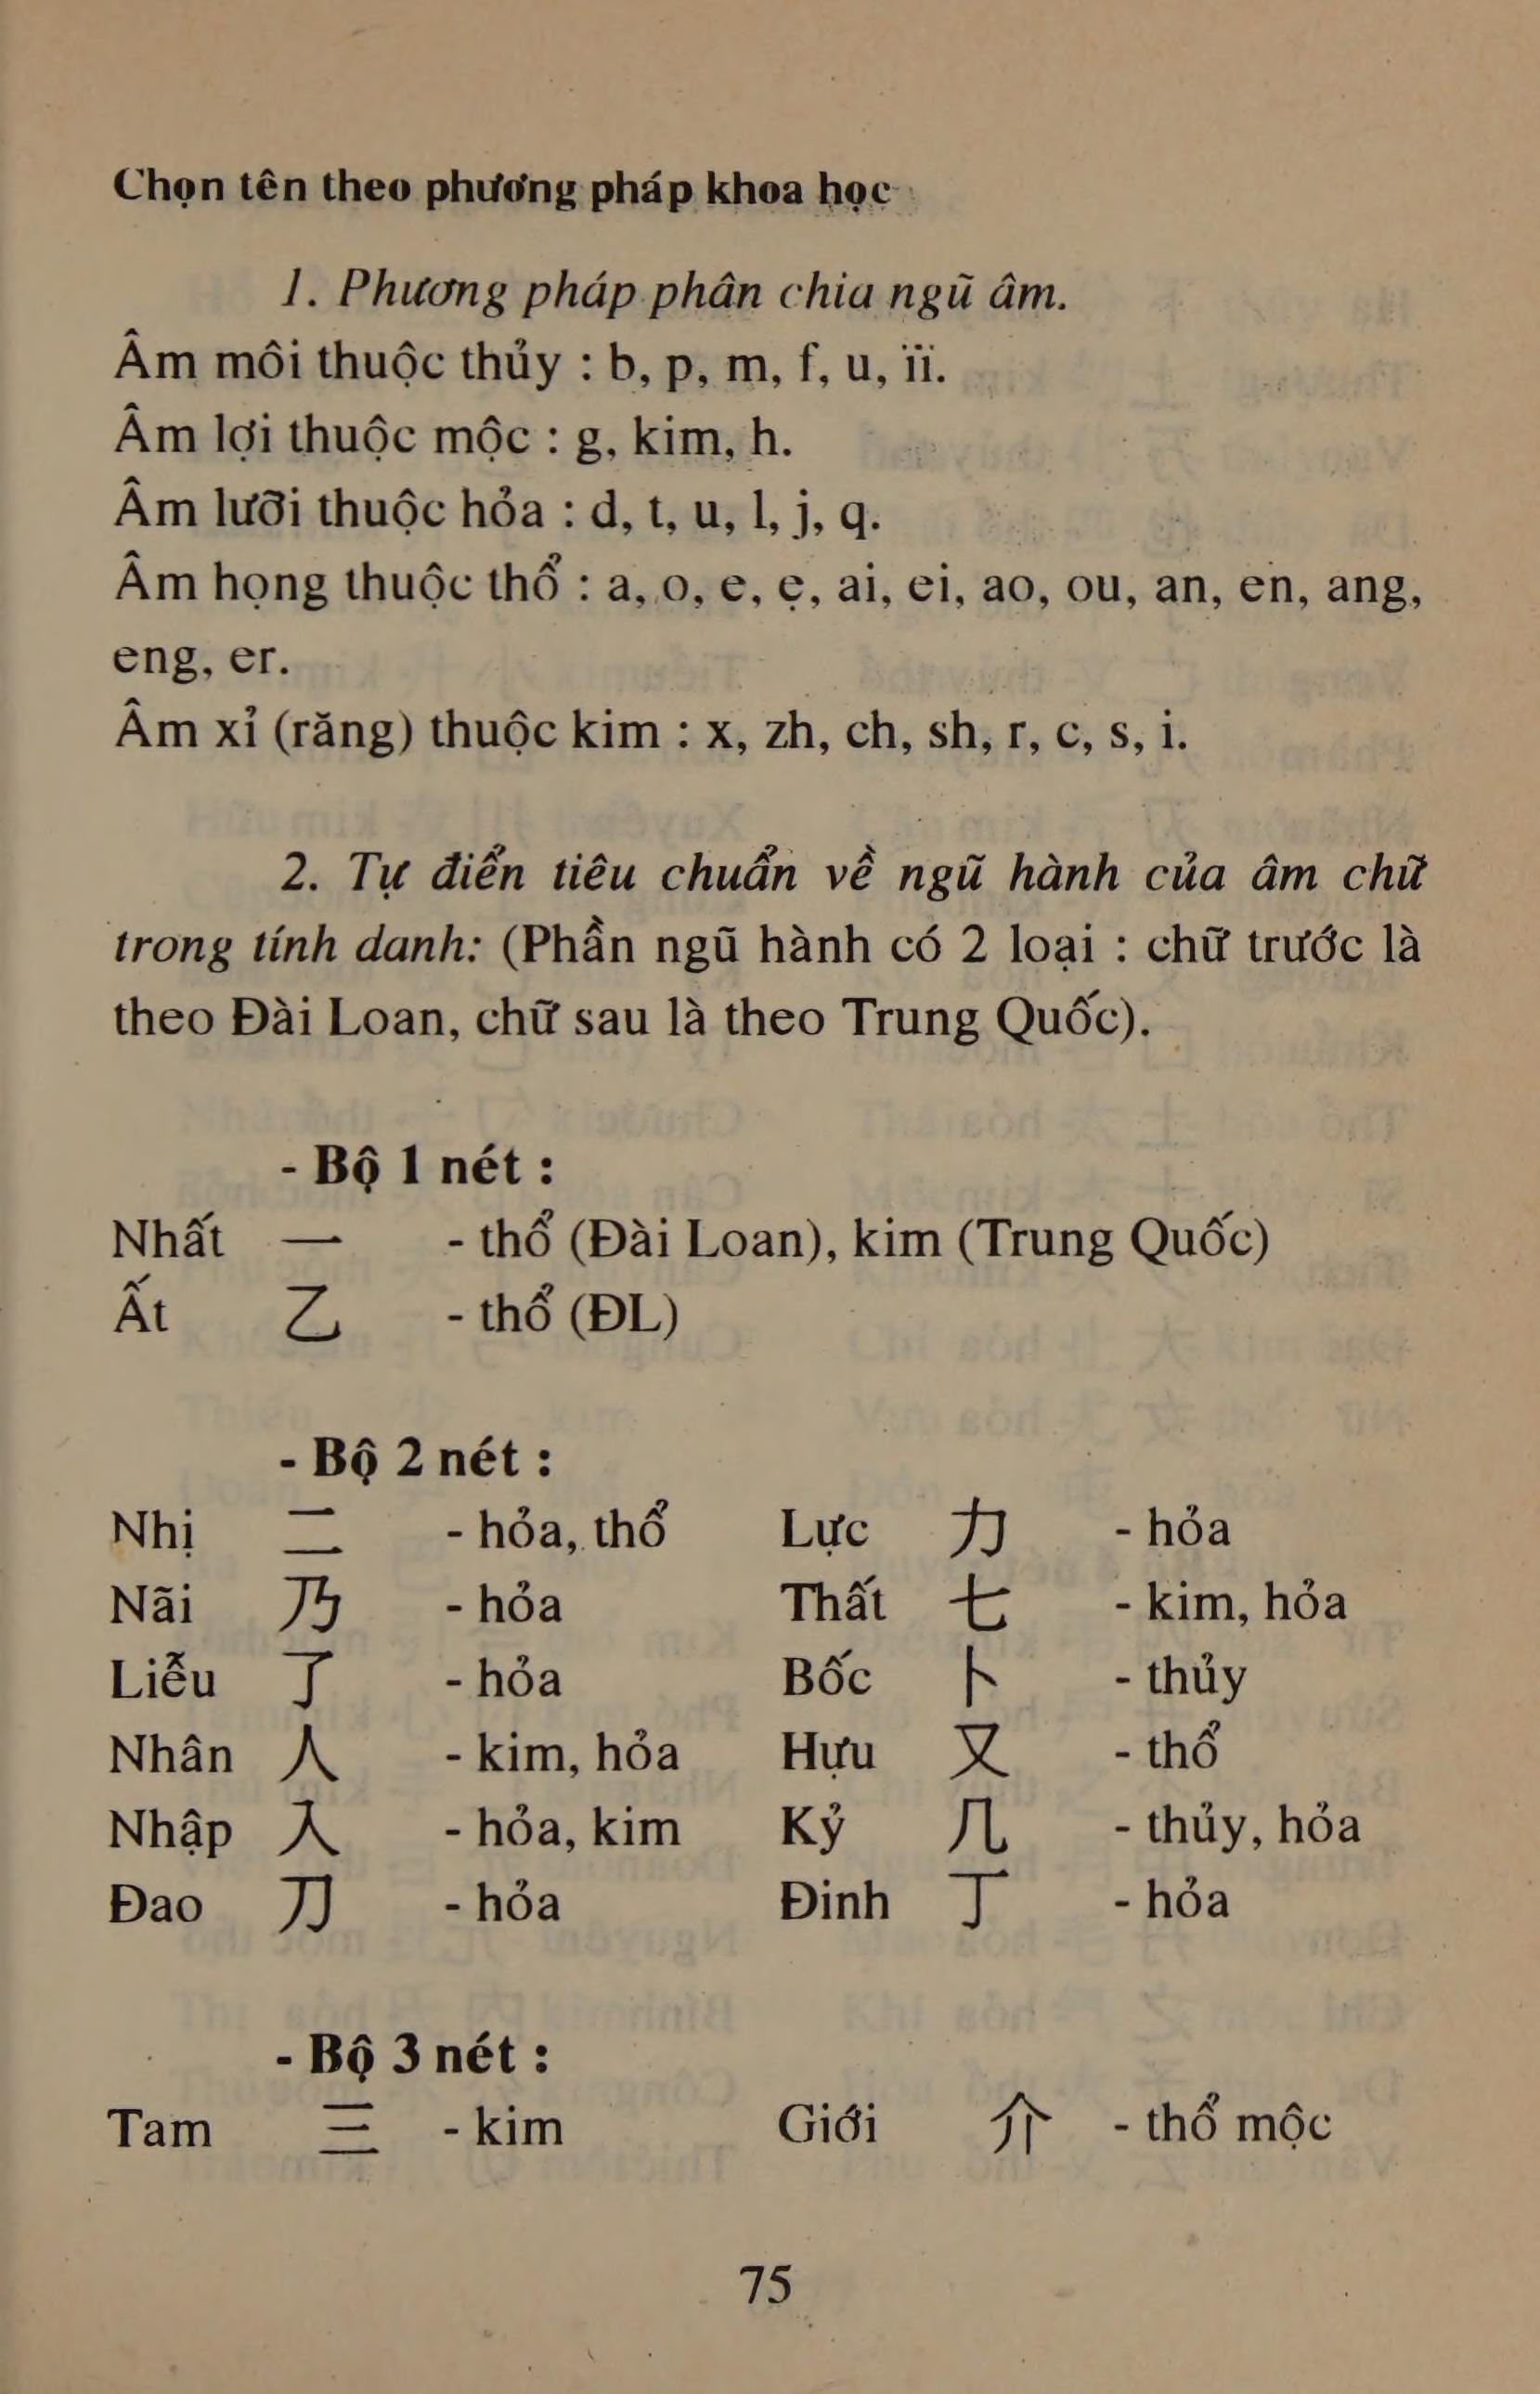 Chọn tên theo phương pháp khoa học
1. Phương pháp phân chia ngũ âm.
Âm môi thuộc thủy : b, p, m, f, u, ïï.
Âm lợi thuộc mộc : g, kim, h.
Âm lưỡi thuộc hỏa : d, t, u, l, j, q.
Âm họng thuộc thổ : a, o, e, ẹ, ai, ei, ao, ou, an, en, ang,
eng, er.
Âm xỉ (răng) thuộc kim : x, zh, ch, sh, r, c, s, i.
2. Tự điển tiêu chuẩn về ngũ hành của âm chữ
trong tính danh: (Phần ngũ hành có 2 loại : chữ trước là
theo Đài Loan, chữ sau là theo Trung Quốc).
- Bộ 1 nét :
Nhất 一 - thổ (Đài Loan), kim (Trung Quốc)
Ất 乙 - thổ (ĐL)
- Bộ 2 nét :
Nhị 二 - hỏa, thổ Lực 力 - hỏa
Nãi 乃 - hỏa Thất 七 - kim, hỏa
Liễu 了 - hỏa Bốc 卜 - thủy
Nhân 人 - kim, hỏa Hựu 又 - thổ
Nhập 入 - hỏa, kim Kỷ 几 - thủy, hỏa
Đao 刀 - hỏa Đinh 丁 - hỏa
- Bộ 3 nét :
Tam 三 - kim Giới 介 - thổ mộc
75